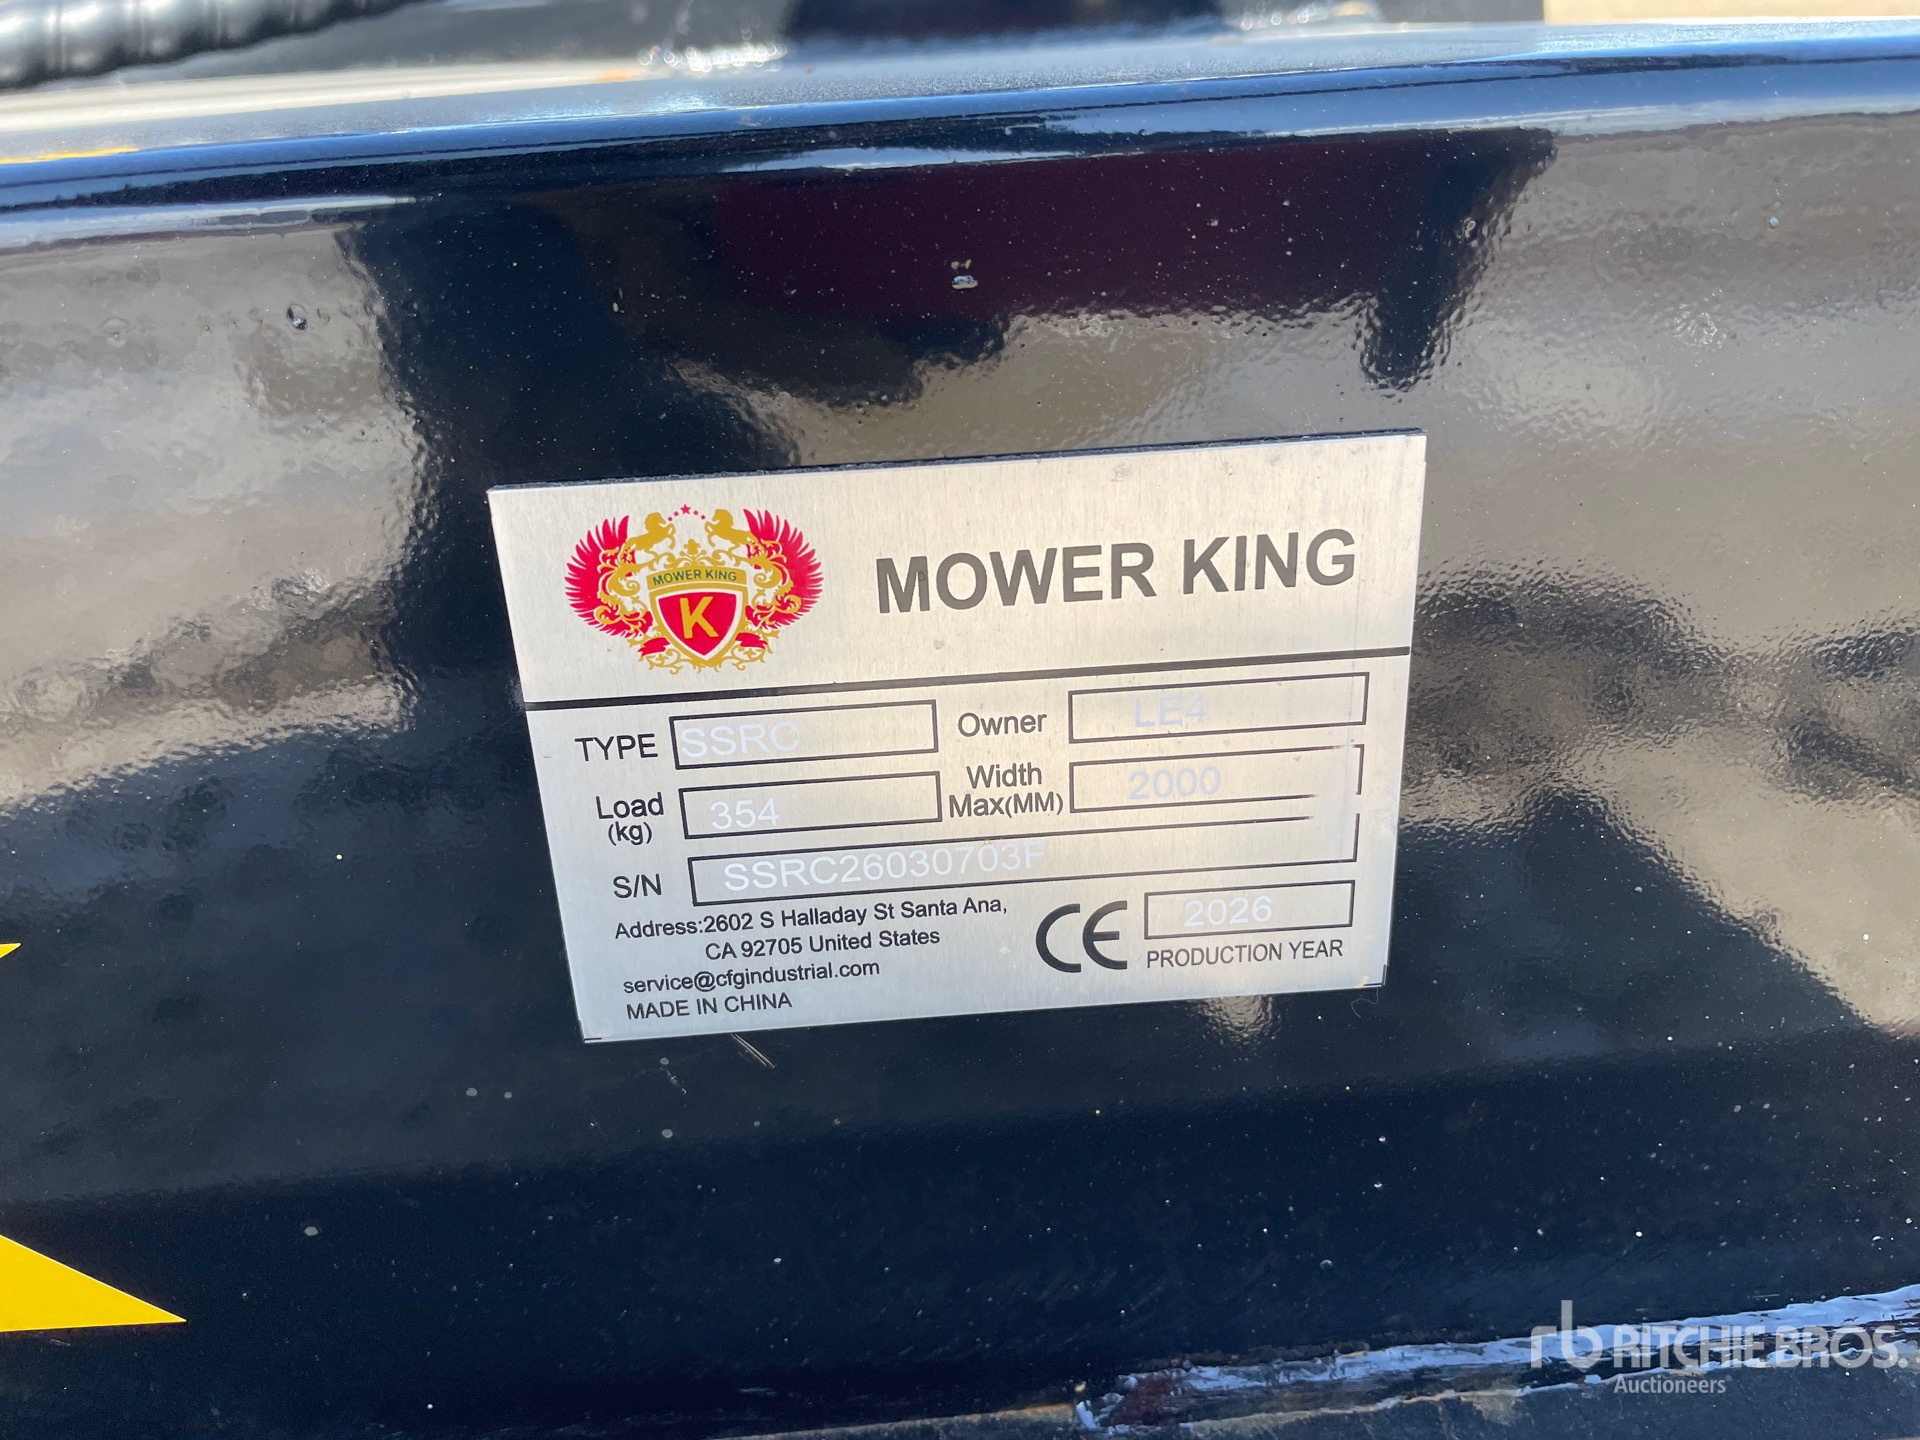 MOWER KING
K
MOWER KING
TYPE SSRC Owner LE4
Load (kg) 354 Width Max(MM) 2000
S/N SSRC26030703F
Address:2602 S Halladay St Santa Ana,
CA 92705 United States
service@cfgindustrial.com
MADE IN CHINA
CE 2026
PRODUCTION YEAR
rb RITCHIE BROS.
Auctioneers